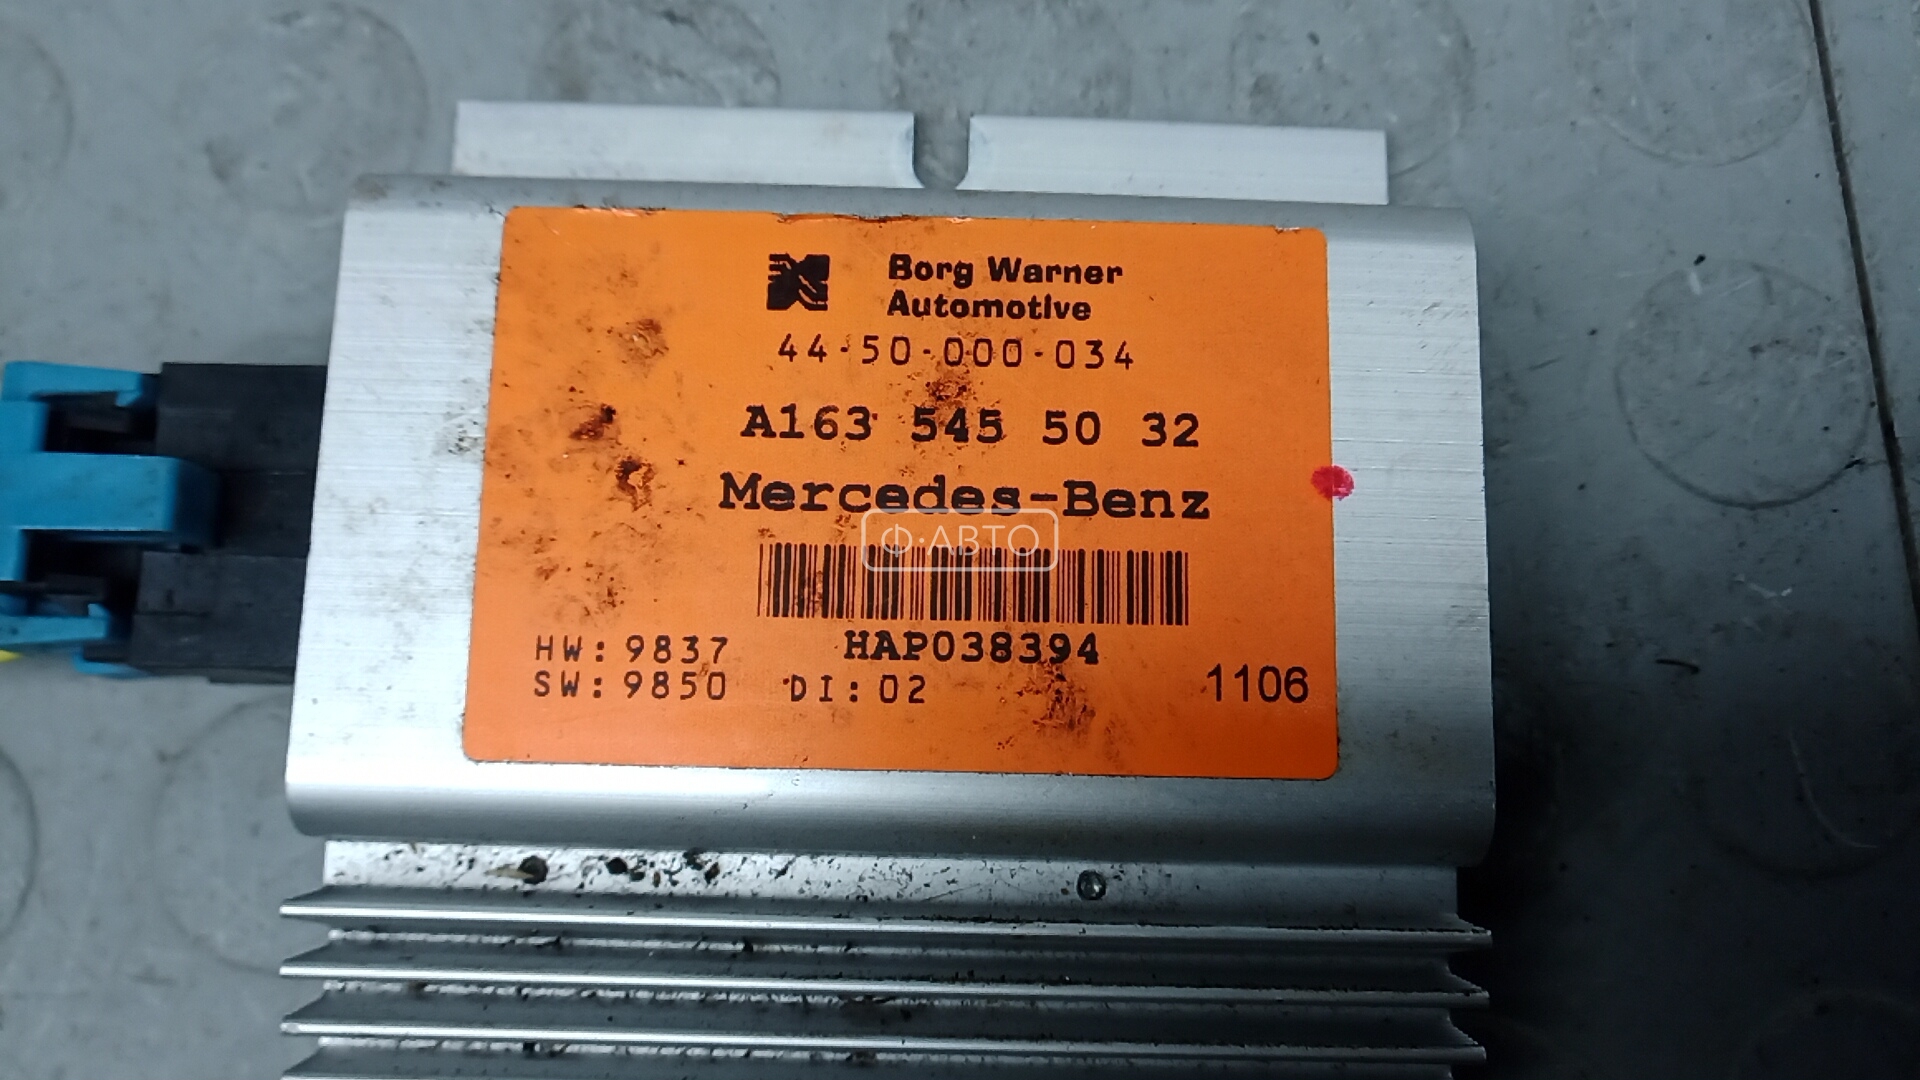 Borg Warner
Automotive
44-50-000-034
A163 545 50 32
Mercedes-Benz
Ф·АВТО
HAP038394
HW: 9837
SW: 9850 DI: 02 1106